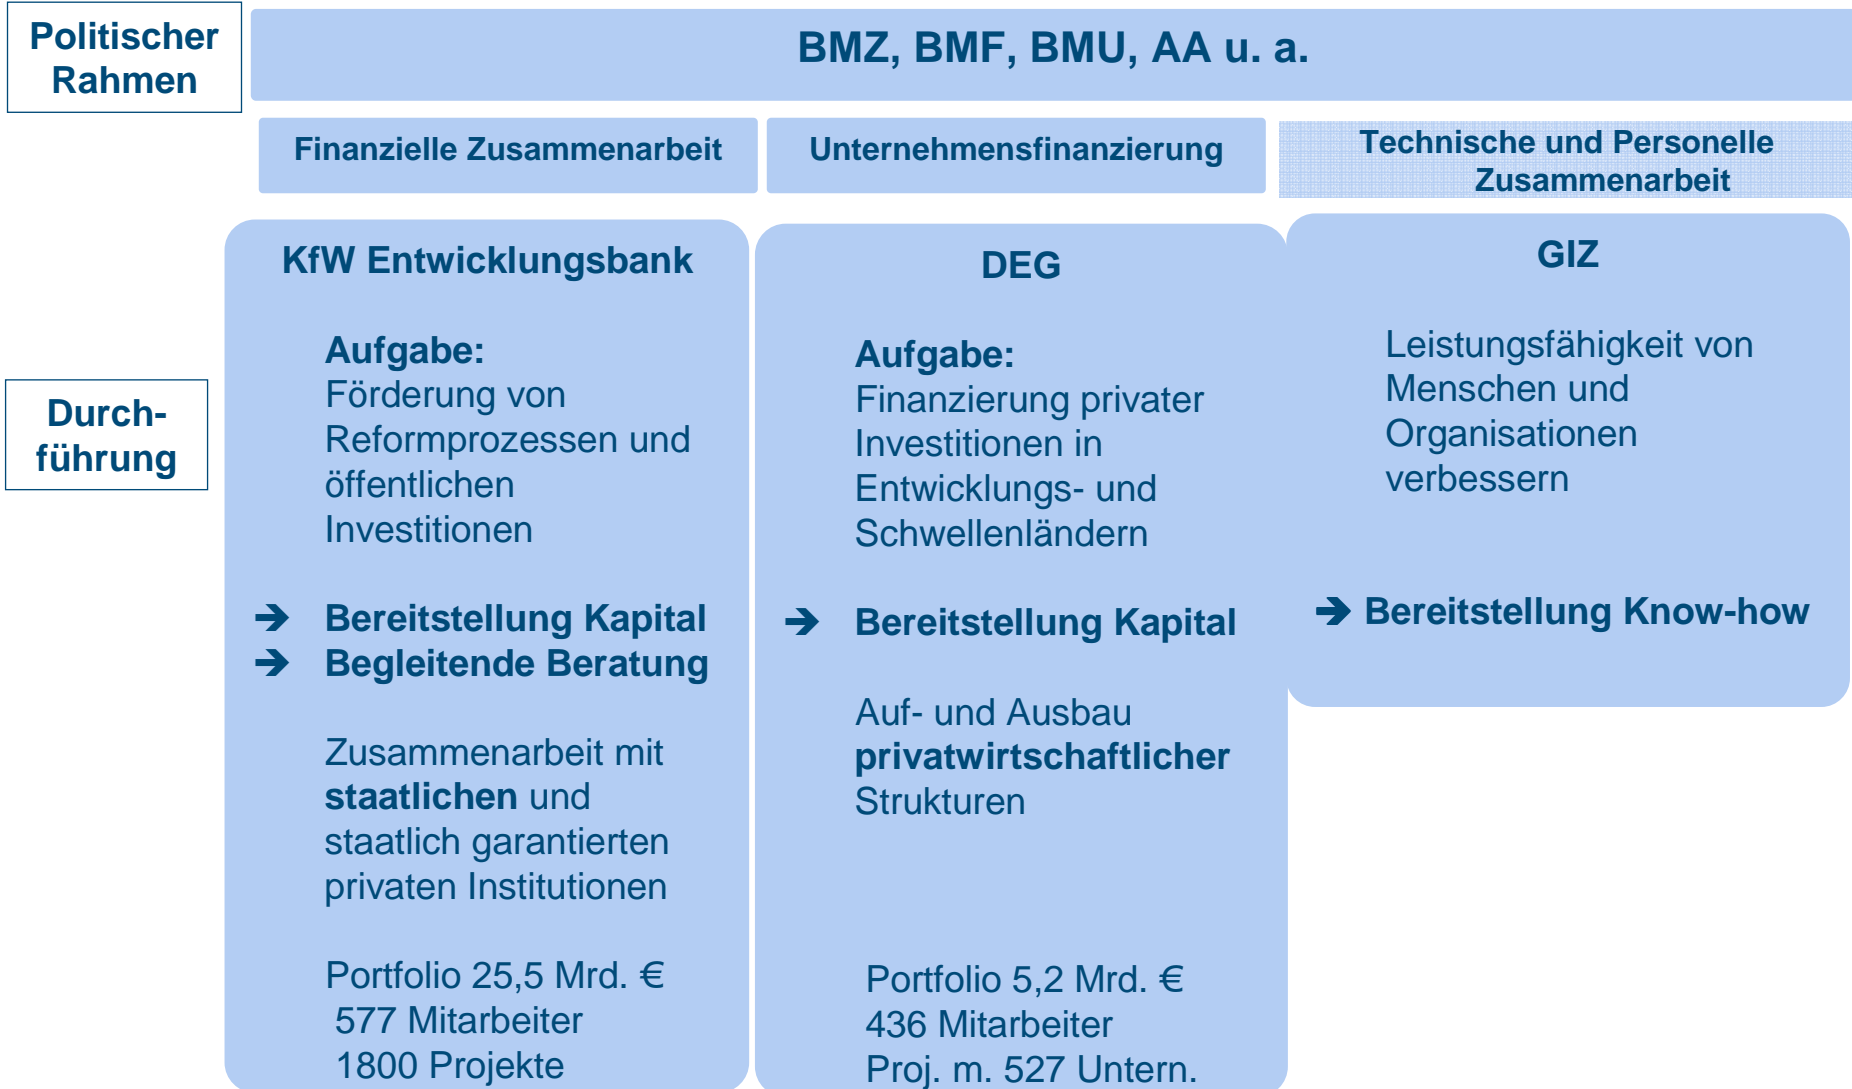 Politischer
Rahmen
BMZ, BMF, BMU, AA u. a.
Finanzielle Zusammenarbeit
Unternehmensfinanzierung
Technische und Personelle
Zusammenarbeit
Durch-
führung
KfW Entwicklungsbank
Aufgabe:
Förderung von
Reformprozessen und
öffentlichen
Investitionen
➔ Bereitstellung Kapital
➔ Begleitende Beratung
Zusammenarbeit mit
staatlichen und
staatlich garantierten
privaten Institutionen
Portfolio 25,5 Mrd. €
577 Mitarbeiter
1800 Projekte
DEG
Aufgabe:
Finanzierung privater
Investitionen in
Entwicklungs- und
Schwellenländern
➔ Bereitstellung Kapital
Auf- und Ausbau
privatwirtschaftlicher
Strukturen
Portfolio 5,2 Mrd. €
436 Mitarbeiter
Proj. m. 527 Untern.
GIZ
Leistungsfähigkeit von
Menschen und
Organisationen
verbessern
➔ Bereitstellung Know-how